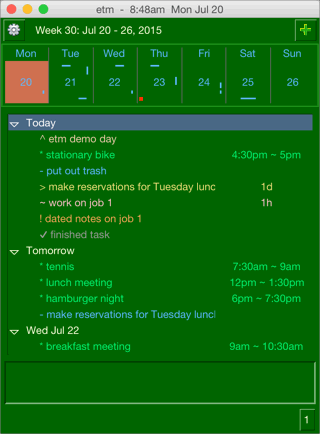 etm - 8:48am Mon Jul 20
Week 30: Jul 20 - 26, 2015
Mon Tue Wed Thu Fri Sat Sun
20 21 22 23 24 25 26
Today
^ etm demo day
* stationary bike 4:30pm ~ 5pm
- put out trash
> make reservations for Tuesday lunc 1d
~ work on job 1 1h
! dated notes on job 1
✓ finished task
Tomorrow
* tennis 7:30am ~ 9am
* lunch meeting 12pm ~ 1:30pm
* hamburger night 6pm ~ 7:30pm
- make reservations for Tuesday lunch
Wed Jul 22
* breakfast meeting 9am ~ 10:30am
1